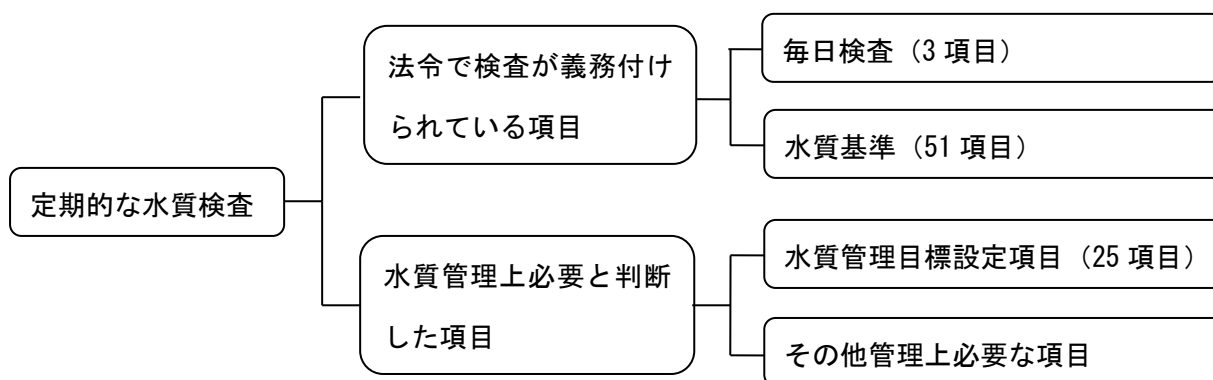 定期的な水質検査
法令で検査が義務付け
られている項目
毎日検査（3 項目）
水質基準（51 項目）
水質管理上必要と判断
した項目
水質管理目標設定項目（25 項目）
その他管理上必要な項目